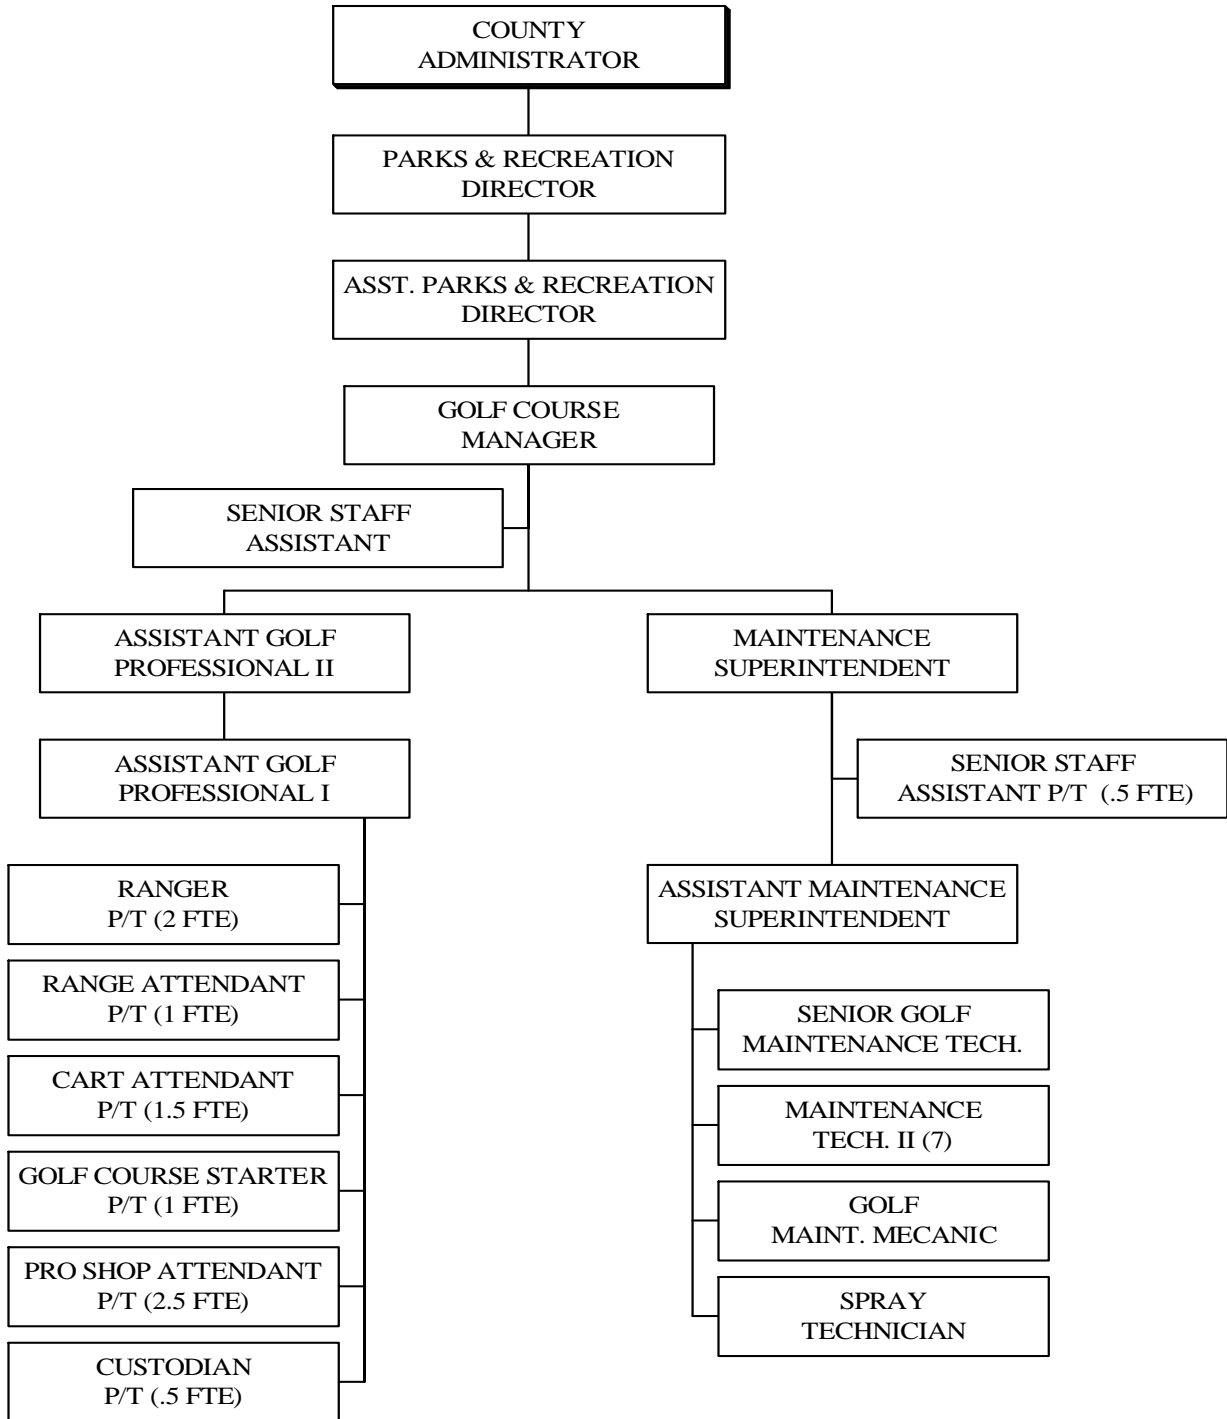 COUNTY
ADMINISTRATOR
PARKS & RECREATION
DIRECTOR
ASST. PARKS & RECREATION
DIRECTOR
GOLF COURSE
MANAGER
SENIOR STAFF
ASSISTANT
ASSISTANT GOLF
PROFESSIONAL II
MAINTENANCE
SUPERINTENDENT
ASSISTANT GOLF
PROFESSIONAL I
SENIOR STAFF
ASSISTANT P/T (.5 FTE)
RANGER
P/T (2 FTE)
RANGE ATTENDANT
P/T (1 FTE)
CART ATTENDANT
P/T (1.5 FTE)
GOLF COURSE STARTER
P/T (1 FTE)
PRO SHOP ATTENDANT
P/T (2.5 FTE)
CUSTODIAN
P/T (.5 FTE)
ASSISTANT MAINTENANCE
SUPERINTENDENT
SENIOR GOLF
MAINTENANCE TECH.
MAINTENANCE
TECH. II (7)
GOLF
MAINT. MECANIC
SPRAY
TECHNICIAN